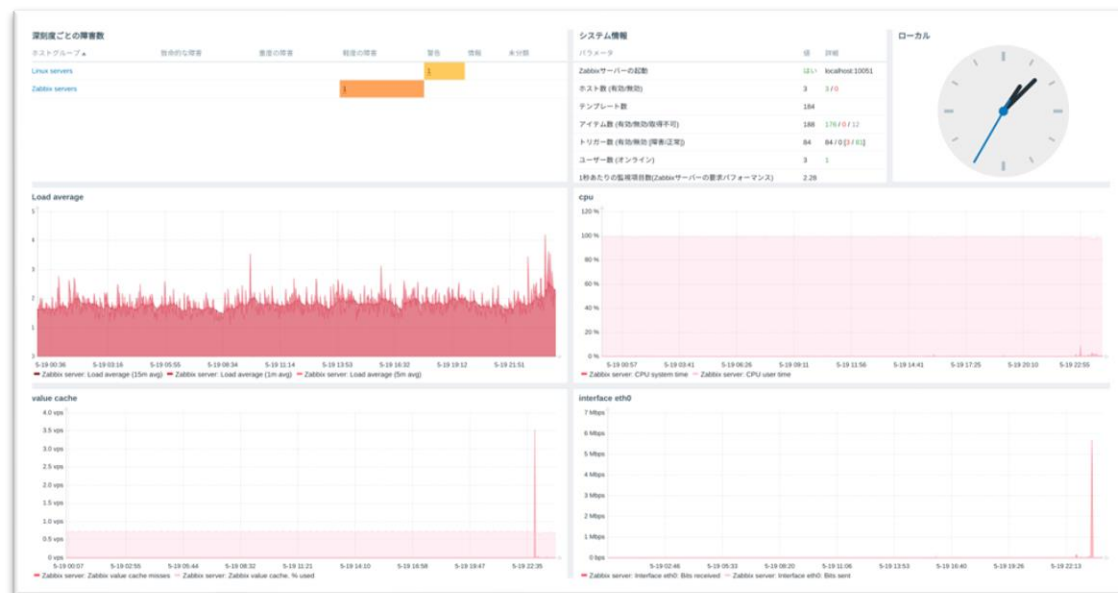 深刻度ごとの障害数
ホストグループ▲ 致命的な障害 重度の障害 軽度の障害 警告 情報 未分類
Linux servers 1
Zabbix servers 1
システム情報
パラメータ 値 詳細
Zabbixサーバーの起動 はい localhost:10051
ホスト数 (有効/無効) 3 3 / 0
テンプレート数 184
アイテム数 (有効/無効/取得不可) 188 176 / 0 / 12
トリガー数 (有効/無効 [障害/正常]) 84 84 / 0 [3 / 81]
ユーザー数 (オンライン) 3 1
1秒あたりの監視項目数(Zabbixサーバーの要求パフォーマンス) 2.28
ローカル
Load average
5
4
3
2
1
0
5-19 00:36 5-19 03:16 5-19 05:55 5-19 08:34 5-19 11:14 5-19 13:53 5-19 16:32 5-19 19:12 5-19 21:51
Zabbix server: Load average (15m avg) Zabbix server: Load average (1m avg) Zabbix server: Load average (5m avg)
cpu
120 %
100 %
80 %
60 %
40 %
20 %
0 %
5-19 00:57 5-19 03:41 5-19 06:26 5-19 09:11 5-19 11:56 5-19 14:41 5-19 17:25 5-19 20:10 5-19 22:55
Zabbix server: CPU system time Zabbix server: CPU user time
value cache
4.0 vps
3.5 vps
3.0 vps
2.5 vps
2.0 vps
1.5 vps
1.0 vps
0.5 vps
0 vps
5-19 00:07 5-19 02:55 5-19 05:44 5-19 08:32 5-19 11:21 5-19 14:10 5-19 16:58 5-19 19:47 5-19 22:35
Zabbix server: Zabbix value cache misses Zabbix server: Zabbix value cache, % used
interface eth0
7 Mbps
6 Mbps
5 Mbps
4 Mbps
3 Mbps
2 Mbps
1 Mbps
0 bps
5-19 02:46 5-19 05:33 5-19 08:20 5-19 11:06 5-19 13:53 5-19 16:40 5-19 19:26 5-19 22:13
Zabbix server: Interface eth0: Bits received Zabbix server: Interface eth0: Bits sent